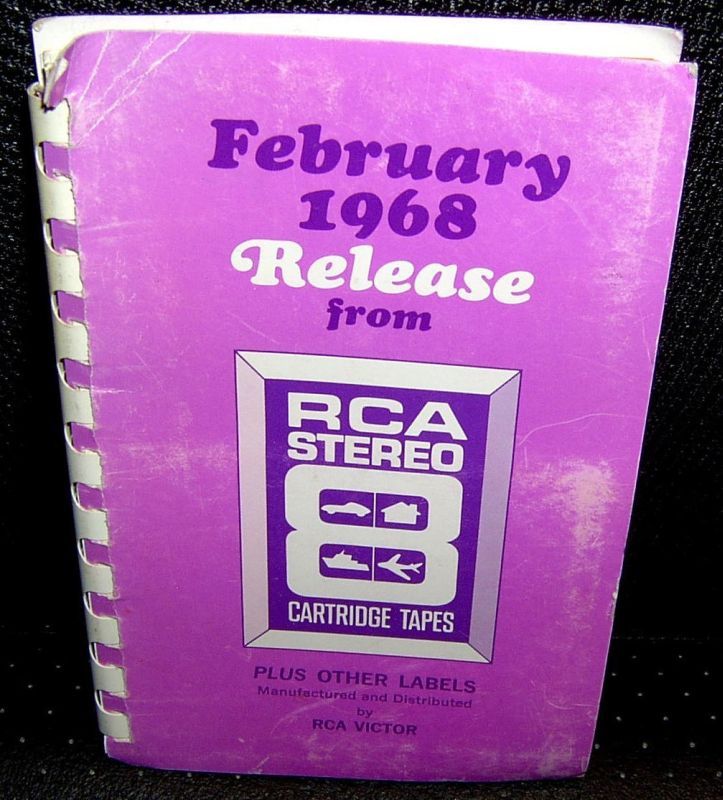 February
1968
Release
from
RCA
STEREO
8
CARTRIDGE TAPES
PLUS OTHER LABELS
Manufactured and Distributed
by
RCA VICTOR